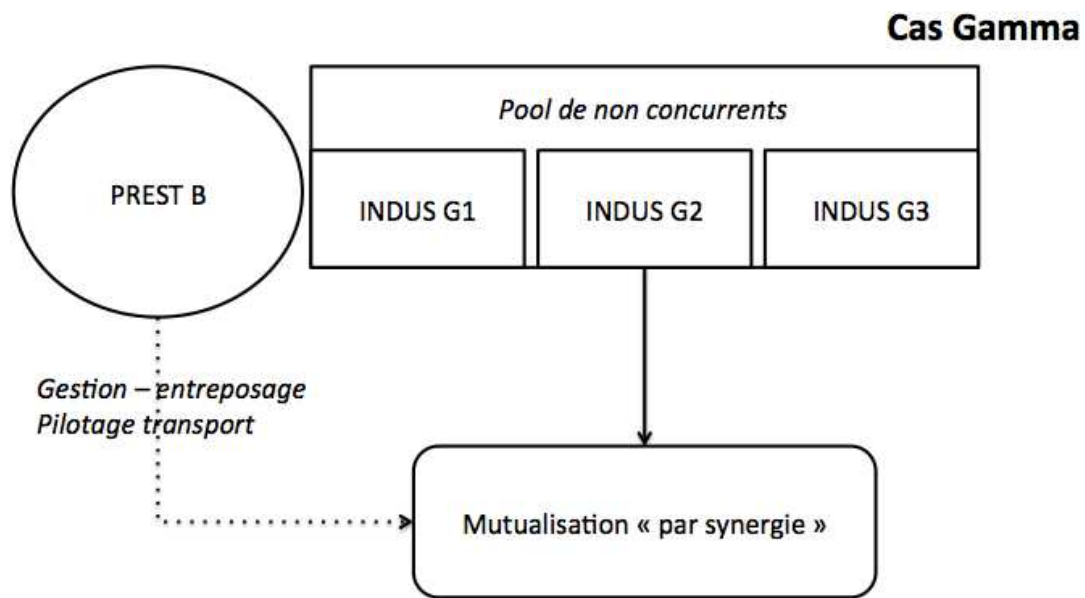 Cas Gamma
Pool de non concurrents
PREST B
INDUS G1
INDUS G2
INDUS G3
Gestion – entreposage
Pilotage transport
Mutualisation « par synergie »